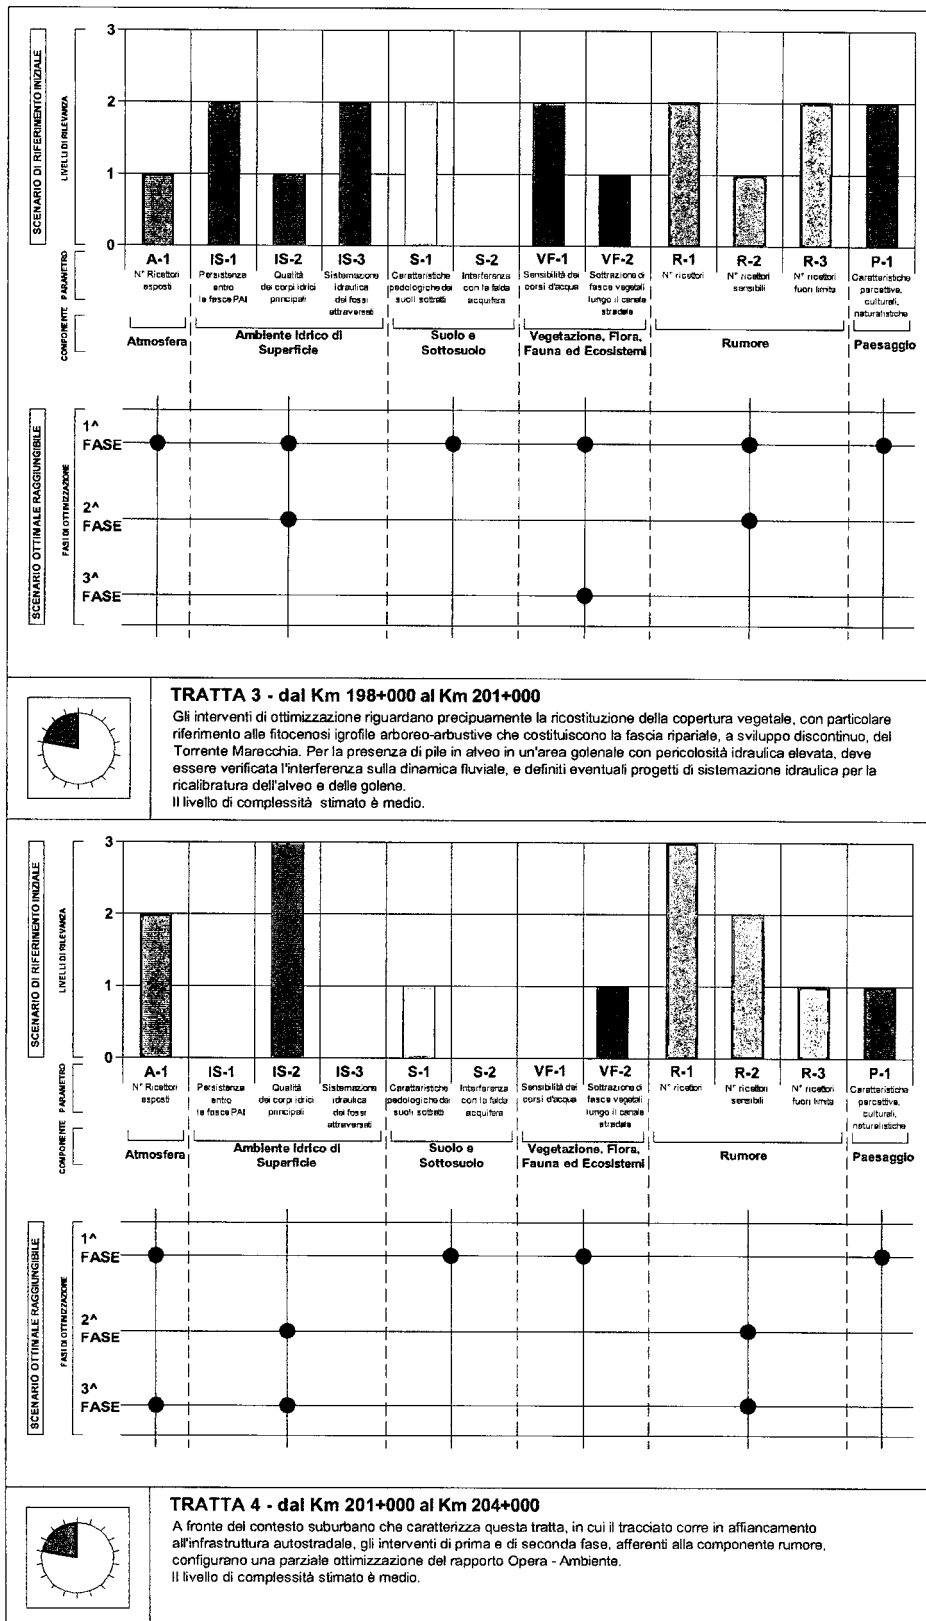 SCENARIO DI RIFERIMENTO INIZIALE
LIVELLI DI RILEVANZA
3
2
1
0
PARAMETRO
A-1
N° Ricettori esposti
IS-1
Persistenza entro le fasce PAI
IS-2
Qualità dei corpi idrici principali
IS-3
Sistemazione idraulica dei fossi attraversati
S-1
Caratteristiche pedologiche dei suoli sottratti
S-2
Interferenza con la falda acquifera
VF-1
Sensibilità dei corsi d'acqua
VF-2
Sottrazione di fasce vegetali lungo il canale stradale
R-1
N° ricettori
R-2
N° ricettori sensibili
R-3
N° ricettori fuori limite
P-1
Caratteristiche percettive, culturali, naturalistiche
COMPONENTE
Atmosfera
Ambiente Idrico di Superficie
Suolo e Sottosuolo
Vegetazione, Flora, Fauna ed Ecosistemi
Rumore
Paesaggio
SCENARIO OTTIMALE RAGGIUNGIBILE
FASI DI OTTIMIZZAZIONE
1^ FASE
2^ FASE
3^ FASE
TRATTA 3 - dal Km 198+000 al Km 201+000
Gli interventi di ottimizzazione riguardano precipuamente la ricostituzione della copertura vegetale, con particolare
riferimento alle fitocenosi igrofile arboreo-arbustive che costituiscono la fascia ripariale, a sviluppo discontinuo, del
Torrente Marecchia. Per la presenza di pile in alveo in un'area golenale con pericolosità idraulica elevata, deve
essere verificata l'interferenza sulla dinamica fluviale, e definiti eventuali progetti di sistemazione idraulica per la
ricalibratura dell'alveo e delle golene.
Il livello di complessità stimato è medio.
SCENARIO DI RIFERIMENTO INIZIALE
LIVELLI DI RILEVANZA
3
2
1
0
PARAMETRO
A-1
N° Ricettori esposti
IS-1
Persistenza entro le fasce PAI
IS-2
Qualità dei corpi idrici principali
IS-3
Sistemazione idraulica dei fossi attraversati
S-1
Caratteristiche pedologiche dei suoli sottratti
S-2
Interferenza con la falda acquifera
VF-1
Sensibilità dei corsi d'acqua
VF-2
Sottrazione di fasce vegetali lungo il canale stradale
R-1
N° ricettori
R-2
N° ricettori sensibili
R-3
N° ricettori fuori limite
P-1
Caratteristiche percettive, culturali, naturalistiche
COMPONENTE
Atmosfera
Ambiente Idrico di Superficie
Suolo e Sottosuolo
Vegetazione, Flora, Fauna ed Ecosistemi
Rumore
Paesaggio
SCENARIO OTTIMALE RAGGIUNGIBILE
FASI DI OTTIMIZZAZIONE
1^ FASE
2^ FASE
3^ FASE
TRATTA 4 - dal Km 201+000 al Km 204+000
A fronte del contesto suburbano che caratterizza questa tratta, in cui il tracciato corre in affiancamento
all'infrastruttura autostradale, gli interventi di prima e di seconda fase, afferenti alla componente rumore,
configurano una parziale ottimizzazione del rapporto Opera - Ambiente.
Il livello di complessità stimato è medio.